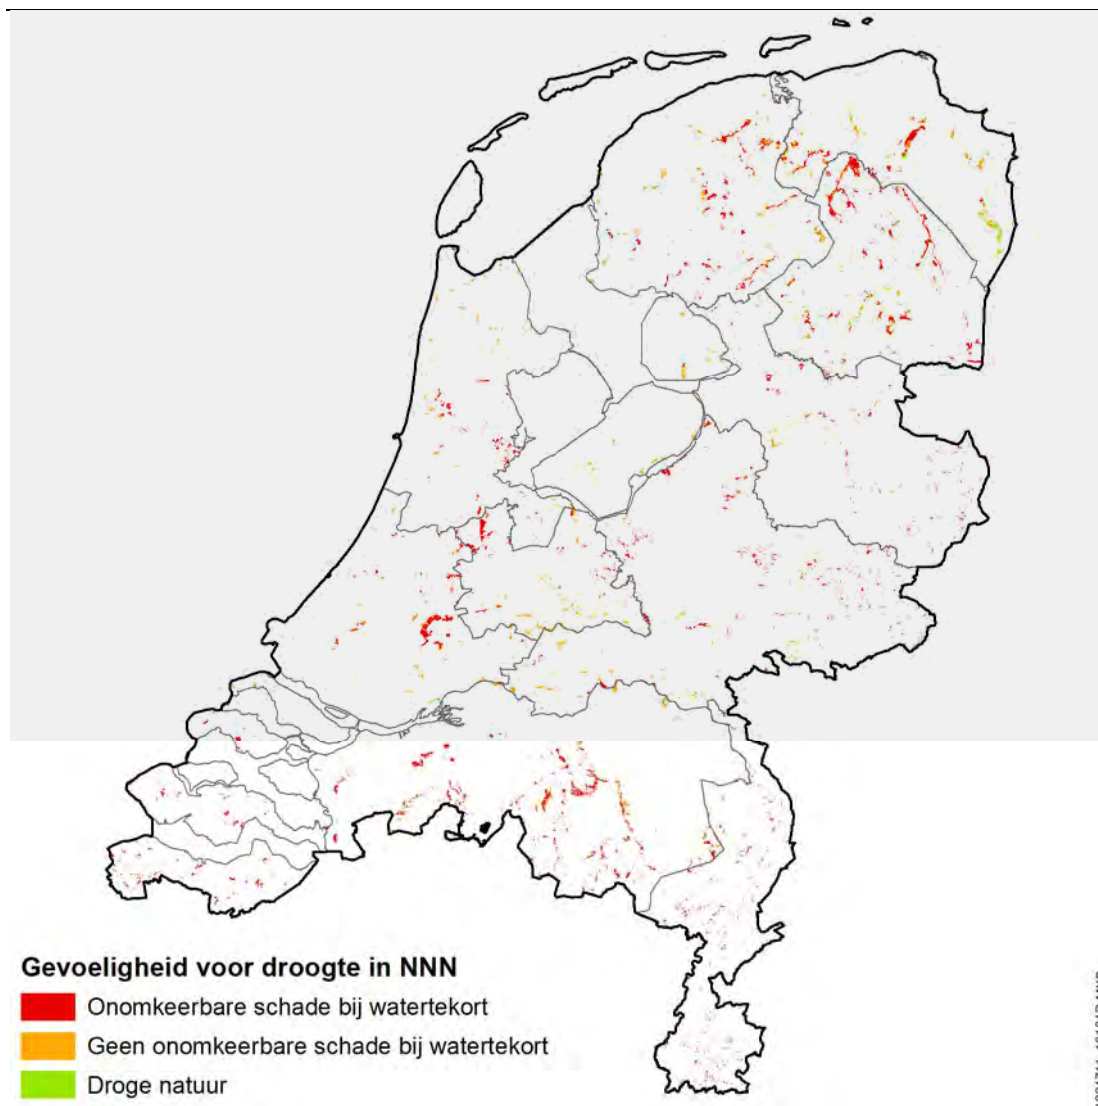 Gevoeligheid voor droogte in NNN
Onomkeerbare schade bij watertekort
Geen onomkeerbare schade bij watertekort
Droge natuur